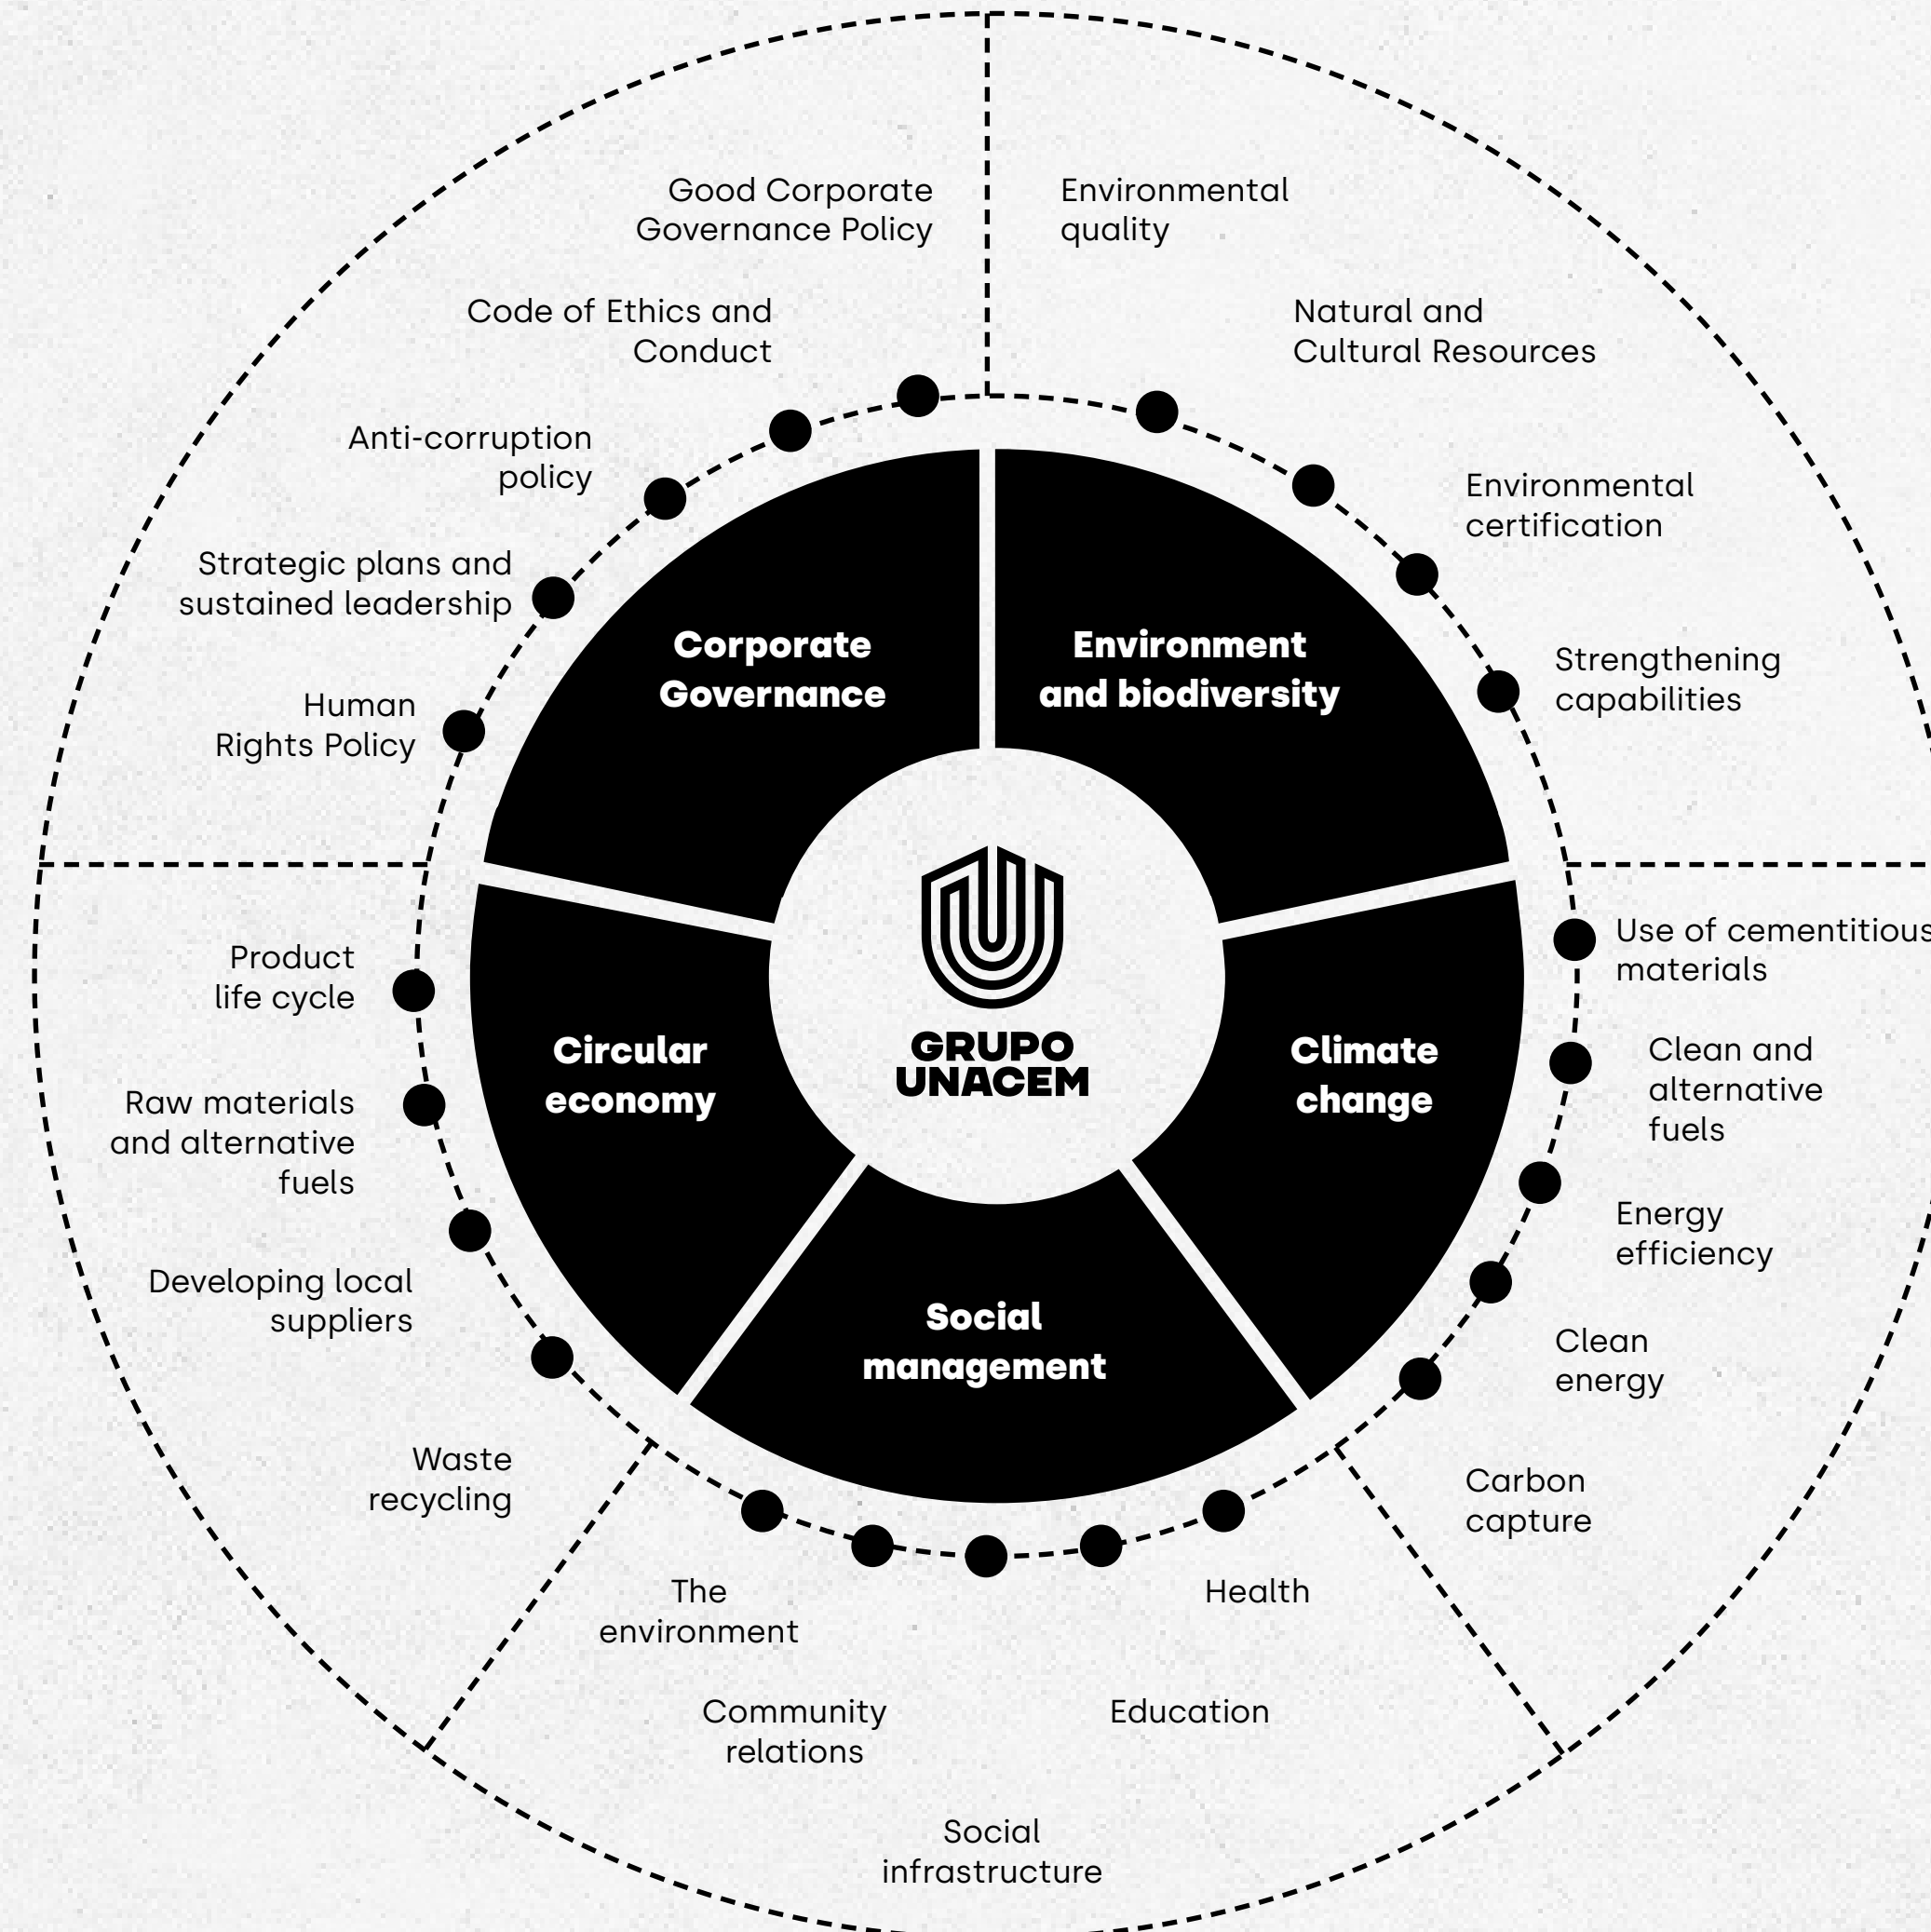 Good Corporate
Governance Policy
Code of Ethics and
Conduct
Anti-corruption
policy
Strategic plans and
sustained leadership
Human
Rights Policy
Environmental
quality
Natural and
Cultural Resources
Environmental
certification
Strengthening
capabilities
Corporate
Governance
Environment
and biodiversity
GRUPO
UNACEM
Circular
economy
Climate
change
Social
management
Product
life cycle
Raw materials
and alternative
fuels
Developing local
suppliers
Waste
recycling
Use of cementitious
materials
Clean and
alternative
fuels
Energy
efficiency
Clean
energy
Carbon
capture
The
environment
Community
relations
Social
infrastructure
Education
Health